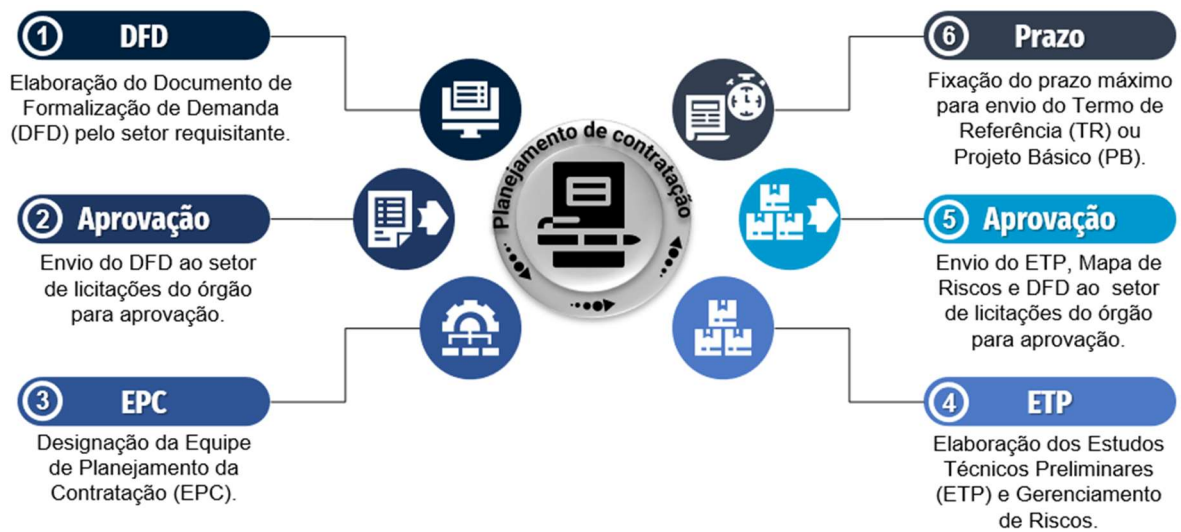 1 DFD
Elaboração do Documento de
Formalização de Demanda
(DFD) pelo setor requisitante.
2 Aprovação
Envio do DFD ao setor
de licitações do órgão
para aprovação.
3 EPC
Designação da Equipe
de Planejamento da
Contratação (EPC).
Planejamento de contratação
6 Prazo
Fixação do prazo máximo
para envio do Termo de
Referência (TR) ou
Projeto Básico (PB).
5 Aprovação
Envio do ETP, Mapa de
Riscos e DFD ao setor
de licitações do órgão
para aprovação.
4 ETP
Elaboração dos Estudos
Técnicos Preliminares
(ETP) e Gerenciamento
de Riscos.